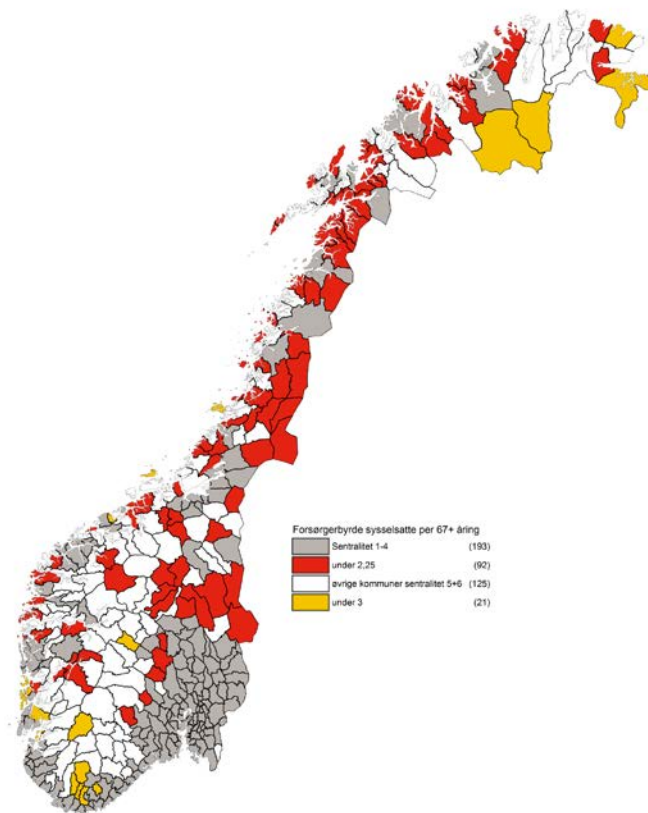 Forsørgerbyrde sysselsatte per 67+ åring
Sentralitet 1-4 (193)
under 2,25 (92)
øvrige kommuner sentralitet 5+6 (125)
under 3 (21)